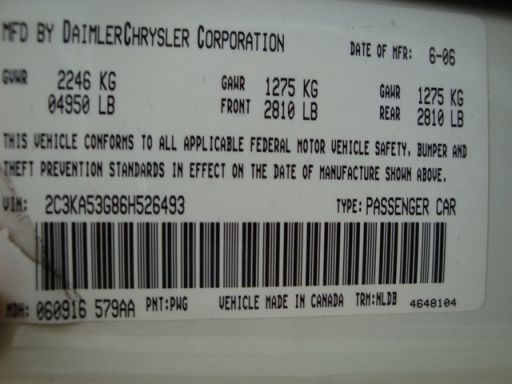 MFD BY DAIMLERCHRYSLER CORPORATION
DATE OF MFR: 6-06
GVWR 2246 KG
04950 LB
GAWR FRONT 1275 KG
2810 LB
GAWR REAR 1275 KG
2810 LB
THIS VEHICLE CONFORMS TO ALL APPLICABLE FEDERAL MOTOR VEHICLE SAFETY, BUMPER AND
THEFT PREVENTION STANDARDS IN EFFECT ON THE DATE OF MANUFACTURE SHOWN ABOVE.
VIN: 2C3KA53G86H526493 TYPE: PASSENGER CAR
MDH: 060916 579AA PNT:PWG VEHICLE MADE IN CANADA TRM:NLDB 4648104